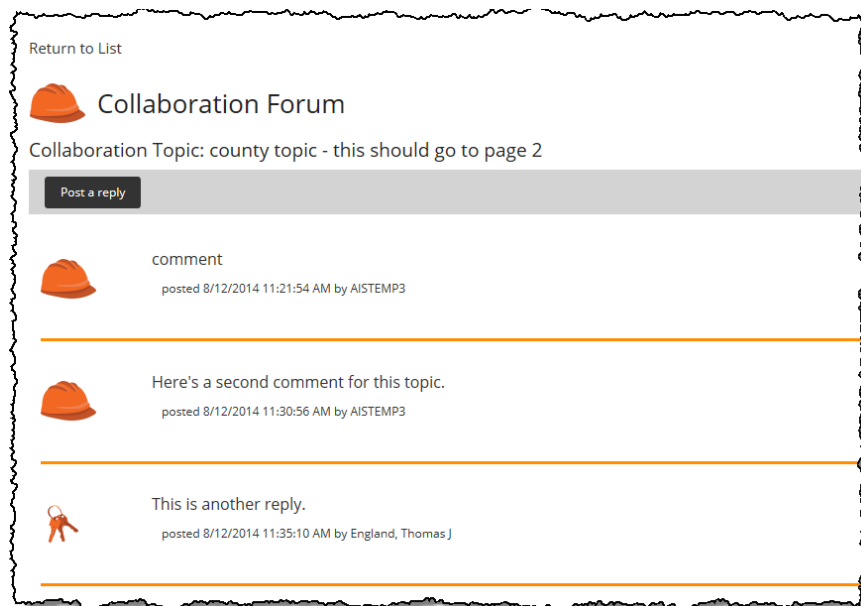 Return to List
Collaboration Forum
Collaboration Topic: county topic - this should go to page 2
Post a reply
comment
posted 8/12/2014 11:21:54 AM by AISTEMP3
Here's a second comment for this topic.
posted 8/12/2014 11:30:56 AM by AISTEMP3
This is another reply.
posted 8/12/2014 11:35:10 AM by England, Thomas J